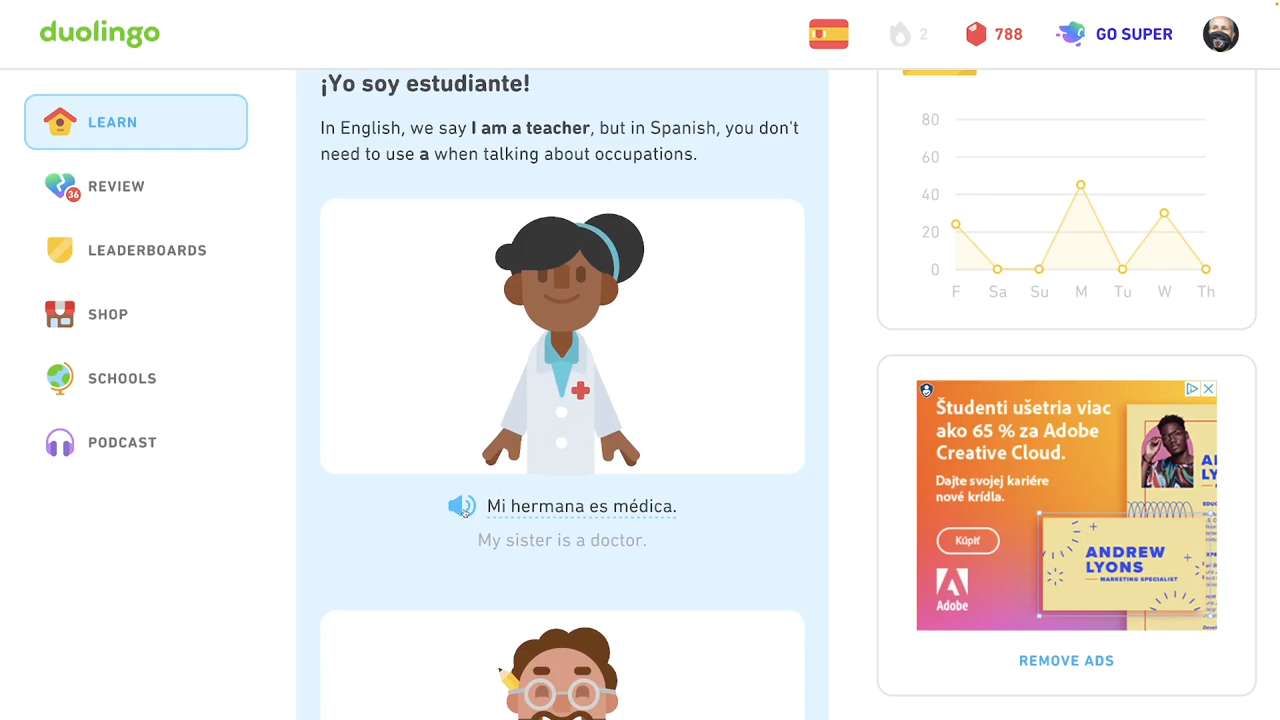 duolingo
2
788
GO SUPER
LEARN
REVIEW
36
LEADERBOARDS
SHOP
SCHOOLS
PODCAST
¡Yo soy estudiante!
In English, we say I am a teacher, but in Spanish, you don't
need to use a when talking about occupations.
Mi hermana es médica.
My sister is a doctor.
80
60
40
20
0
F Sa Su M Tu W Th
Študenti ušetria viac
ako 65 % za Adobe
Creative Cloud.
Dajte svojej kariére
nové krídla.
Kúpiť
Adobe
ANDREW
LYONS
MARKETING SPECIALIST
REMOVE ADS